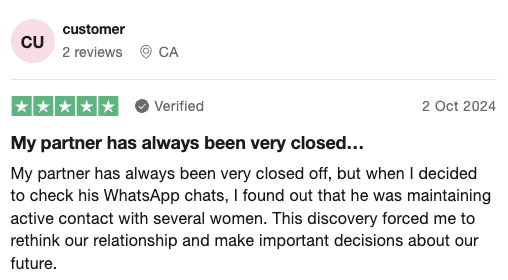 CU
customer
2 reviews CA
Verified 2 Oct 2024
My partner has always been very closed...
My partner has always been very closed off, but when I decided
to check his WhatsApp chats, I found out that he was maintaining
active contact with several women. This discovery forced me to
rethink our relationship and make important decisions about our
future.